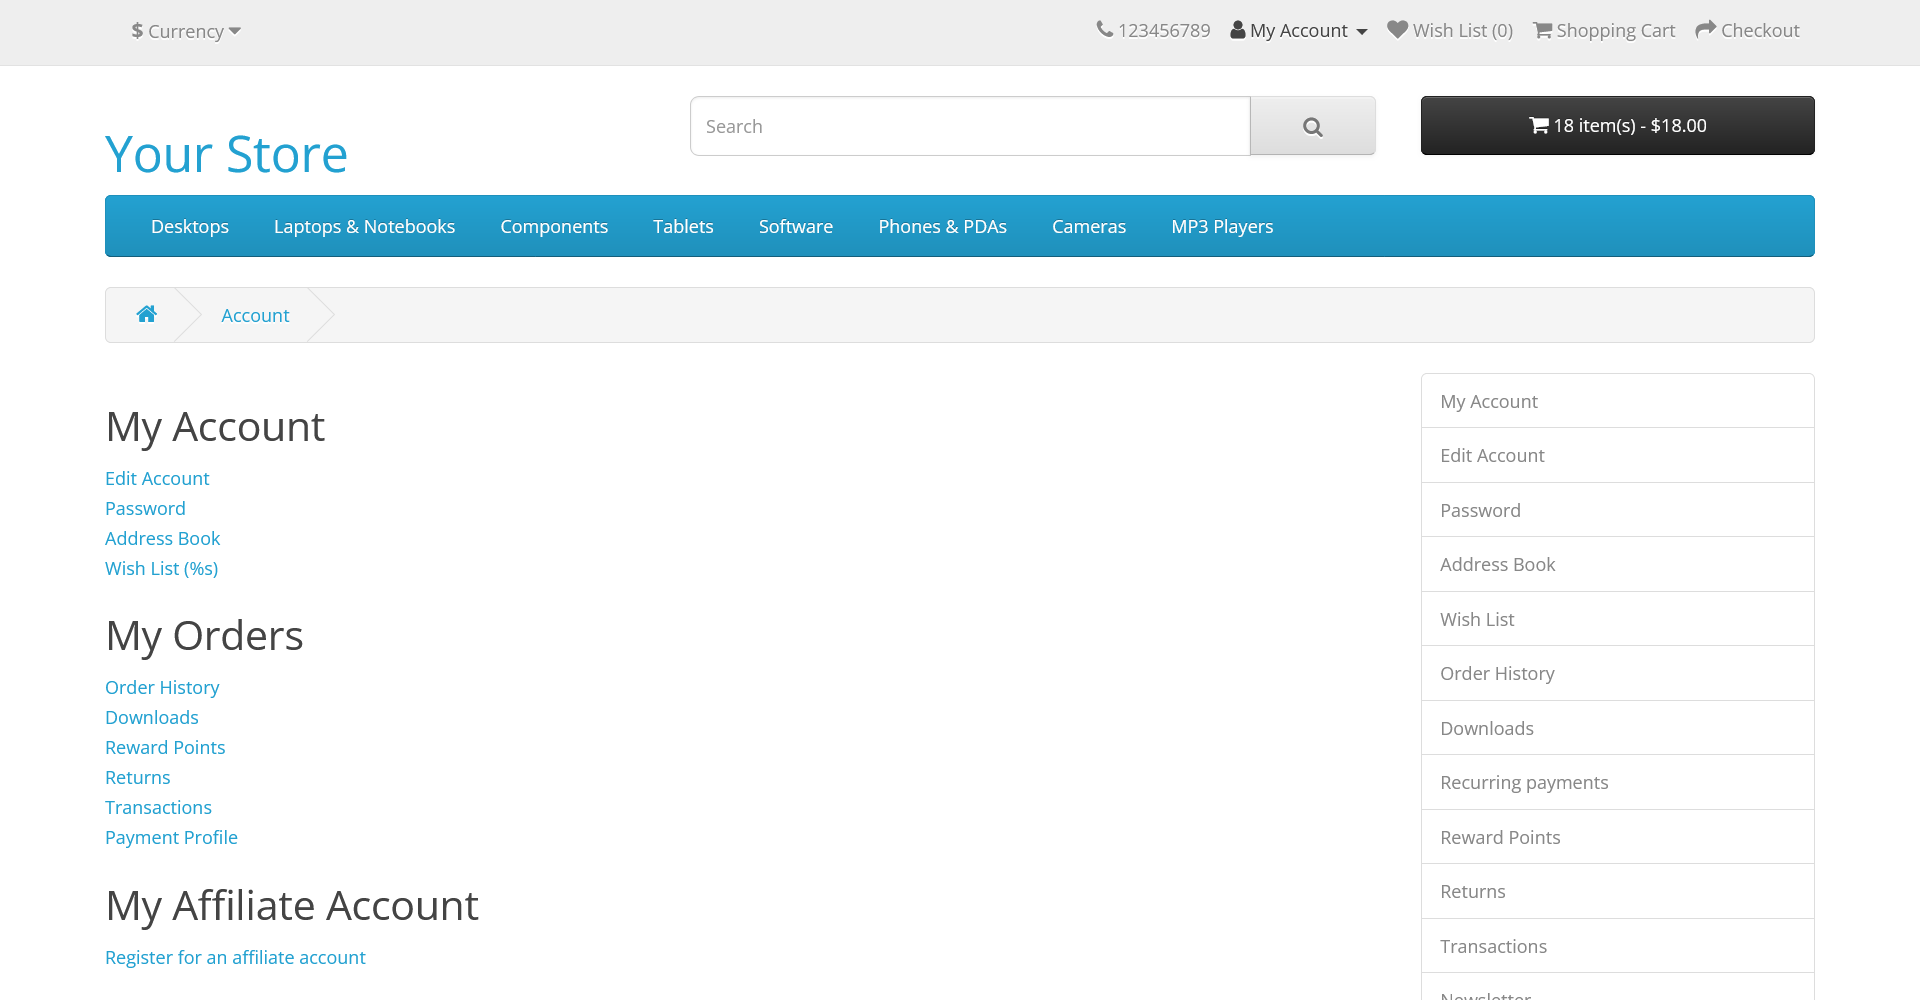 $ Currency
123456789 My Account Wish List (0) Shopping Cart Checkout
Your Store
Search
18 item(s) - $18.00
Desktops Laptops & Notebooks Components Tablets Software Phones & PDAs Cameras MP3 Players
Account
My Account
Edit Account
Password
Address Book
Wish List (%s)
My Orders
Order History
Downloads
Reward Points
Returns
Transactions
Payment Profile
My Affiliate Account
Register for an affiliate account
My Account
Edit Account
Password
Address Book
Wish List
Order History
Downloads
Recurring payments
Reward Points
Returns
Transactions
Newsletter